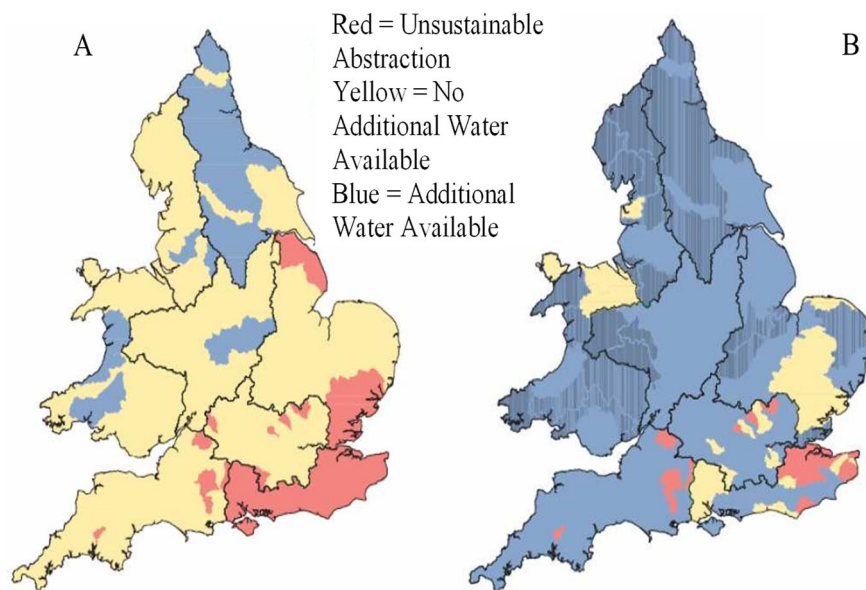 A
Red = Unsustainable
Abstraction
Yellow = No
Additional Water
Available
Blue = Additional
Water Available
B